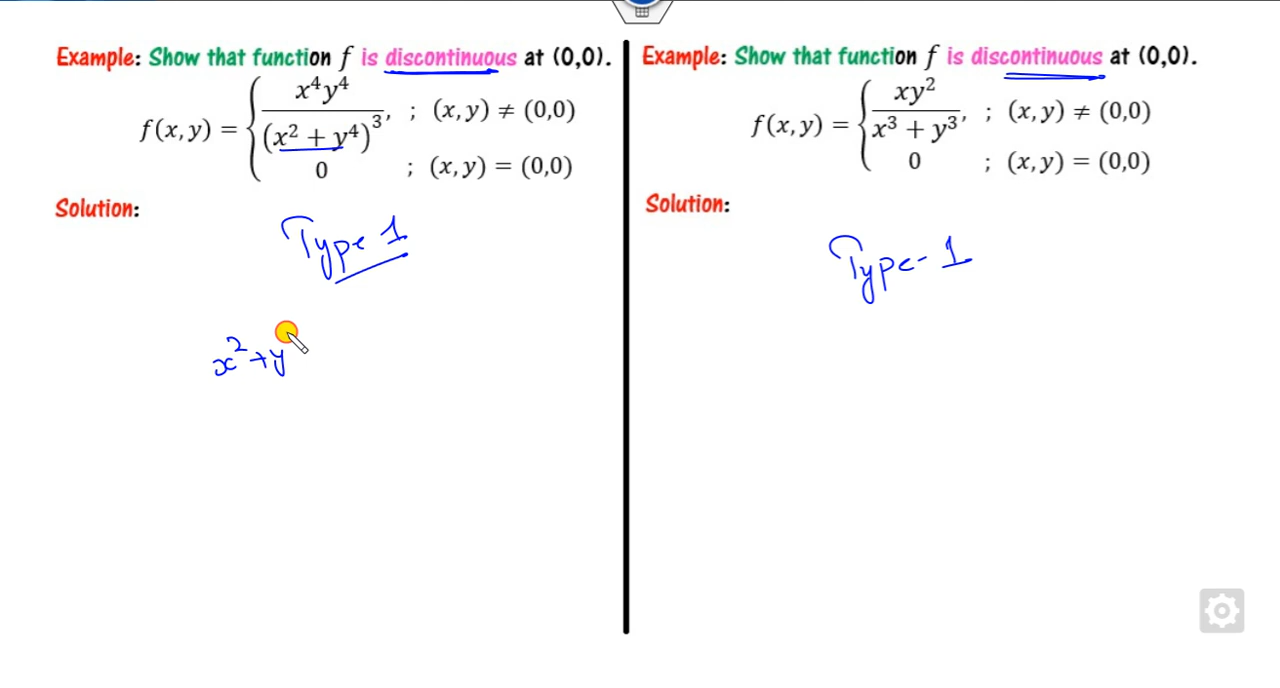 Example: Show that function f is discontinuous at (0,0).
f(x,y) = { x⁴y⁴ / (x² + y⁴)³ , ; (x,y) ≠ (0,0)
0 ; (x,y) = (0,0)
Solution:
Type 1
x² + y
Example: Show that function f is discontinuous at (0,0).
f(x,y) = { xy² / x³ + y³ , ; (x,y) ≠ (0,0)
0 ; (x,y) = (0,0)
Solution:
Type - 1